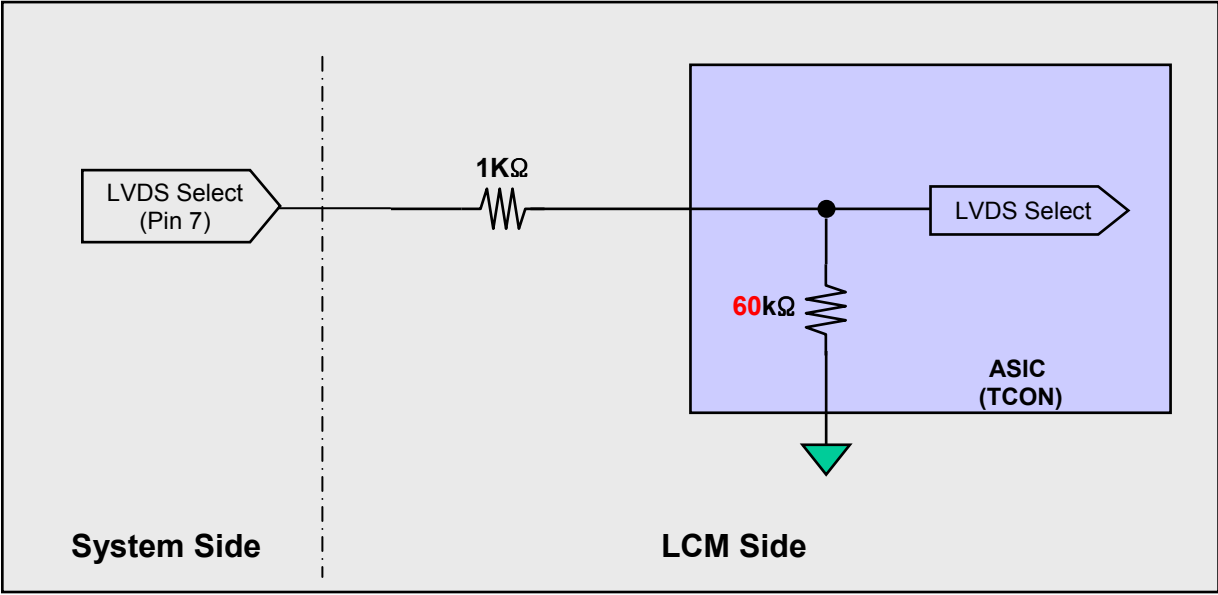 1KΩ
LVDS Select
(Pin 7)
LVDS Select
60kΩ
ASIC
(TCON)
System Side
LCM Side